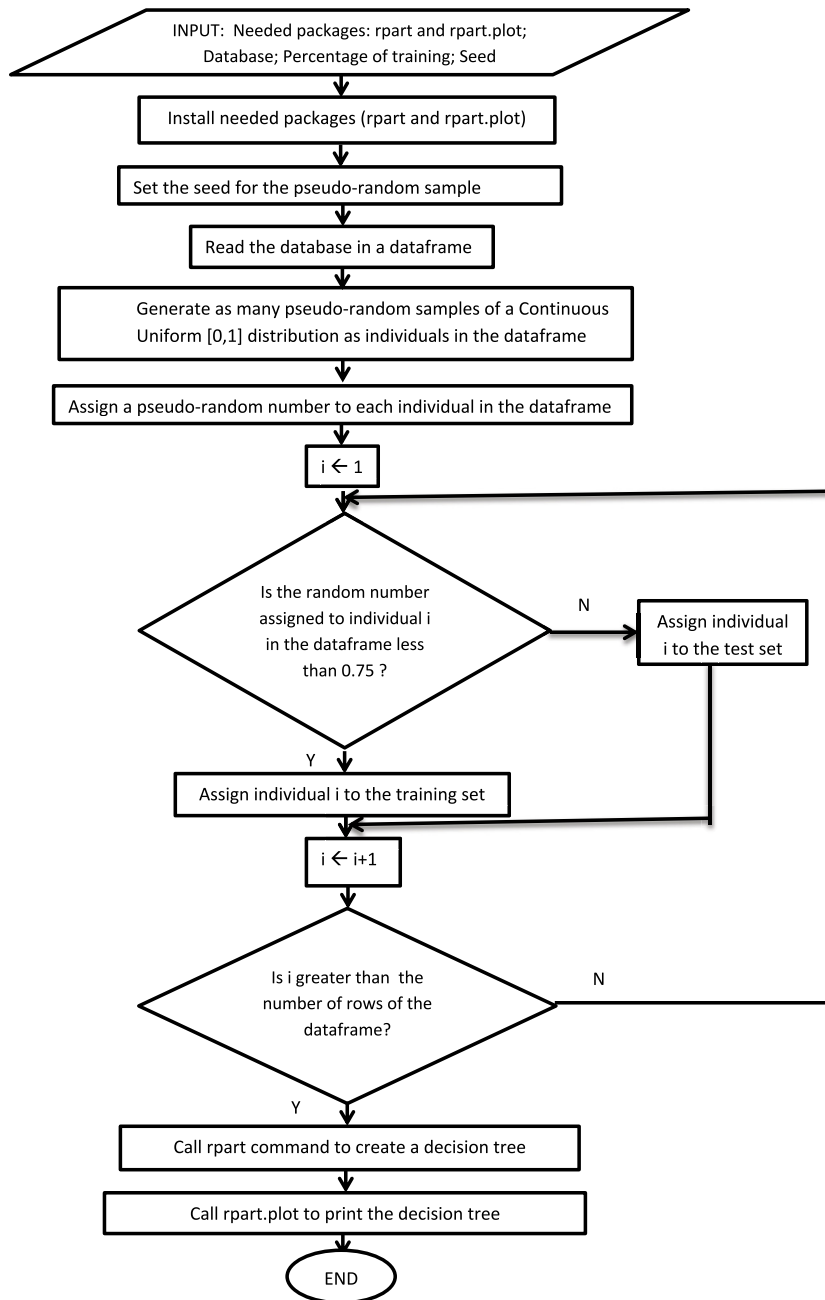 INPUT: Needed packages: rpart and rpart.plot;
Database; Percentage of training; Seed
Install needed packages (rpart and rpart.plot)
Set the seed for the pseudo-random sample
Read the database in a dataframe
Generate as many pseudo-random samples of a Continuous
Uniform [0,1] distribution as individuals in the dataframe
Assign a pseudo-random number to each individual in the dataframe
i ← 1
Is the random number
assigned to individual i
in the dataframe less
than 0.75 ?
N
Assign individual
i to the test set
Y
Assign individual i to the training set
i ← i+1
Is i greater than the
number of rows of the
dataframe?
N
Y
Call rpart command to create a decision tree
Call rpart.plot to print the decision tree
END